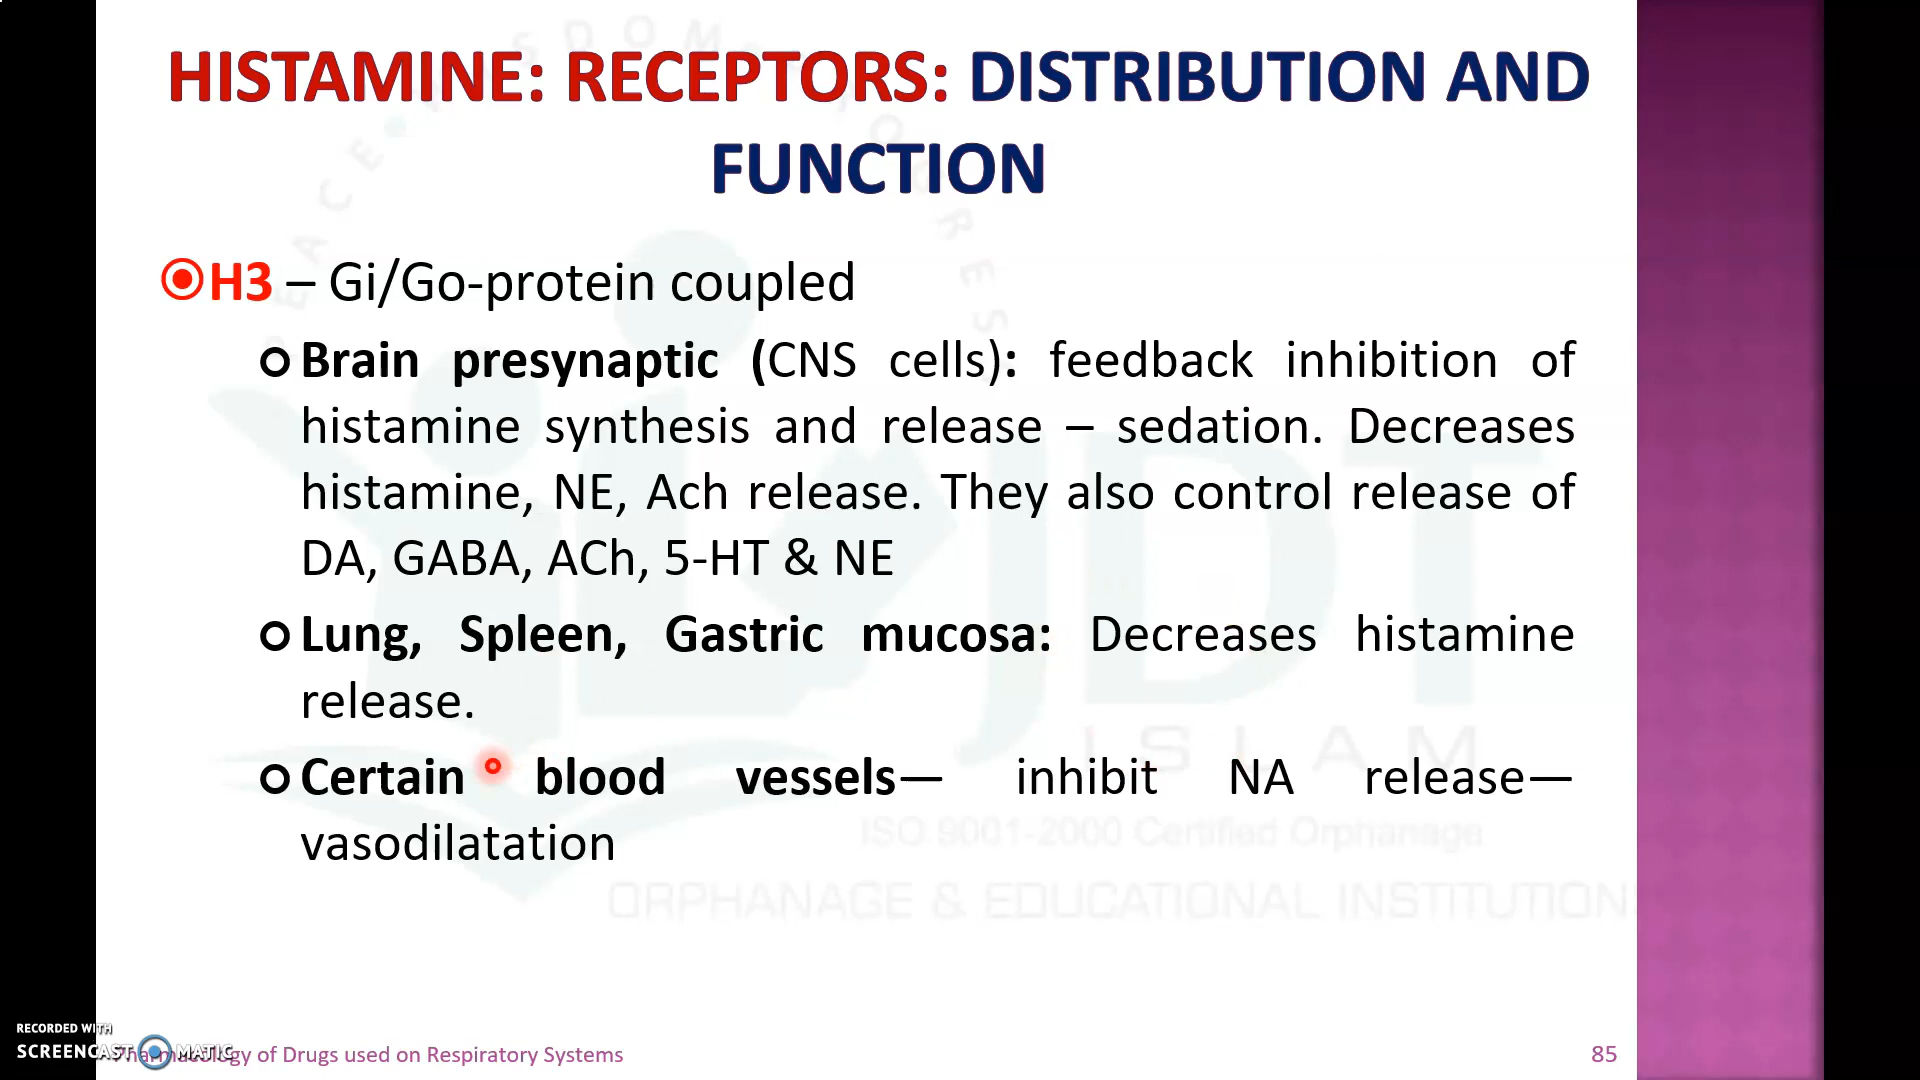 HISTAMINE: RECEPTORS: DISTRIBUTION AND
FUNCTION
H3 – Gi/Go-protein coupled
Brain presynaptic (CNS cells): feedback inhibition of
histamine synthesis and release – sedation. Decreases
histamine, NE, Ach release. They also control release of
DA, GABA, ACh, 5-HT & NE
Lung, Spleen, Gastric mucosa: Decreases histamine
release.
Certain blood vessels— inhibit NA release—
vasodilatation
JDT
ISLAM
ISO 9001-2000 Certified Orphanage
ORPHANAGE & EDUCATIONAL INSTITUTION
RECORDED WITH
SCREENCAST MATIC
Pharmacology of Drugs used on Respiratory Systems
85